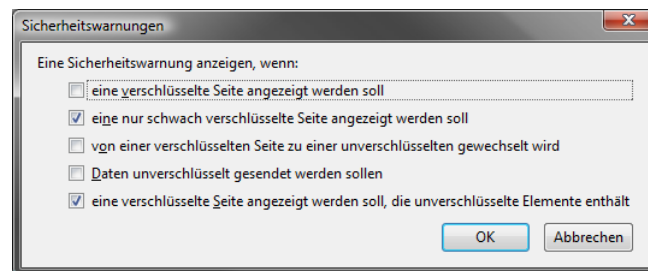 Sicherheitswarnungen
Eine Sicherheitswarnung anzeigen, wenn:
eine verschlüsselte Seite angezeigt werden soll
eine nur schwach verschlüsselte Seite angezeigt werden soll
von einer verschlüsselten Seite zu einer unverschlüsselten gewechselt wird
Daten unverschlüsselt gesendet werden sollen
eine verschlüsselte Seite angezeigt werden soll, die unverschlüsselte Elemente enthält
OK Abbrechen